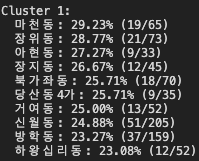 Cluster 1:
마천동: 29.23% (19/65)
장위동: 28.77% (21/73)
아현동: 27.27% (9/33)
장지동: 26.67% (12/45)
북가좌동: 25.71% (18/70)
당산동4가: 25.71% (9/35)
거여동: 25.00% (13/52)
신월동: 24.88% (51/205)
방학동: 23.27% (37/159)
하왕십리동: 23.08% (12/52)